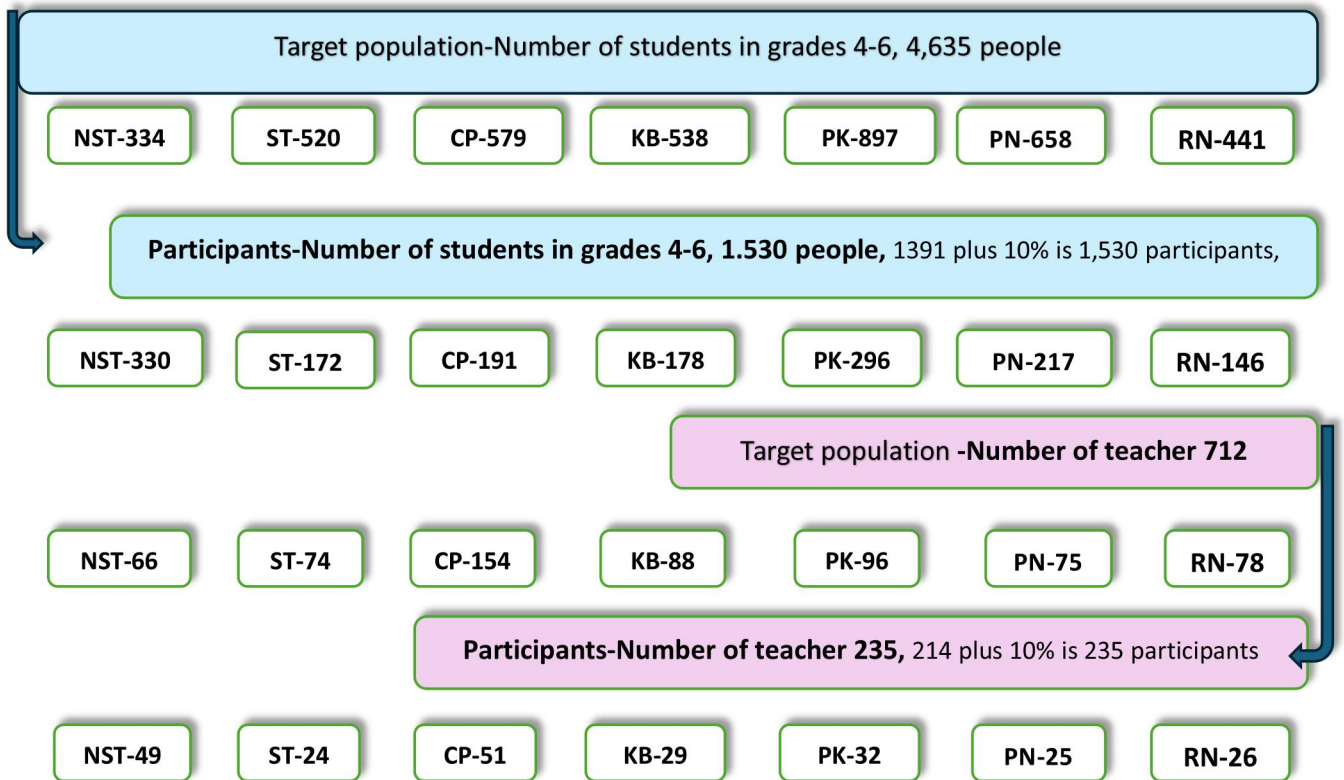 Target population-Number of students in grades 4-6, 4,635 people
NST-334 ST-520 CP-579 KB-538 PK-897 PN-658 RN-441
Participants-Number of students in grades 4-6, 1.530 people, 1391 plus 10% is 1,530 participants,
NST-330 ST-172 CP-191 KB-178 PK-296 PN-217 RN-146
Target population -Number of teacher 712
NST-66 ST-74 CP-154 KB-88 PK-96 PN-75 RN-78
Participants-Number of teacher 235, 214 plus 10% is 235 participants
NST-49 ST-24 CP-51 KB-29 PK-32 PN-25 RN-26